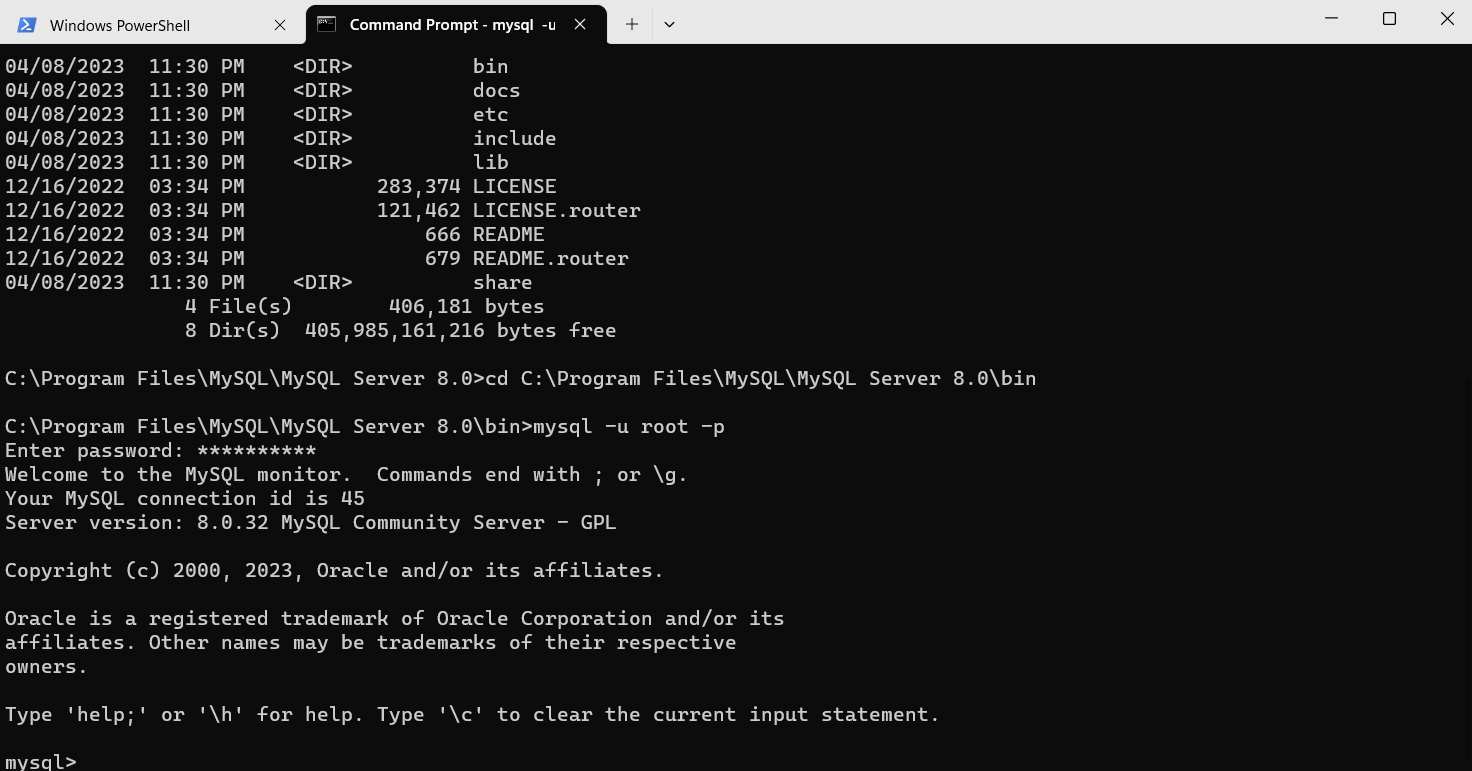 Windows PowerShell
Command Prompt - mysql  -u
04/08/2023  11:30 PM    <DIR>          bin
04/08/2023  11:30 PM    <DIR>          docs
04/08/2023  11:30 PM    <DIR>          etc
04/08/2023  11:30 PM    <DIR>          include
04/08/2023  11:30 PM    <DIR>          lib
12/16/2022  03:34 PM           283,374 LICENSE
12/16/2022  03:34 PM           121,462 LICENSE.router
12/16/2022  03:34 PM               666 README
12/16/2022  03:34 PM               679 README.router
04/08/2023  11:30 PM    <DIR>          share
               4 File(s)        406,181 bytes
               8 Dir(s)  405,985,161,216 bytes free
C:\Program Files\MySQL\MySQL Server 8.0>cd C:\Program Files\MySQL\MySQL Server 8.0\bin
C:\Program Files\MySQL\MySQL Server 8.0\bin>mysql -u root -p
Enter password: **********
Welcome to the MySQL monitor.  Commands end with ; or \g.
Your MySQL connection id is 45
Server version: 8.0.32 MySQL Community Server - GPL
Copyright (c) 2000, 2023, Oracle and/or its affiliates.
Oracle is a registered trademark of Oracle Corporation and/or its
affiliates. Other names may be trademarks of their respective
owners.
Type 'help;' or '\h' for help. Type '\c' to clear the current input statement.
mysql>